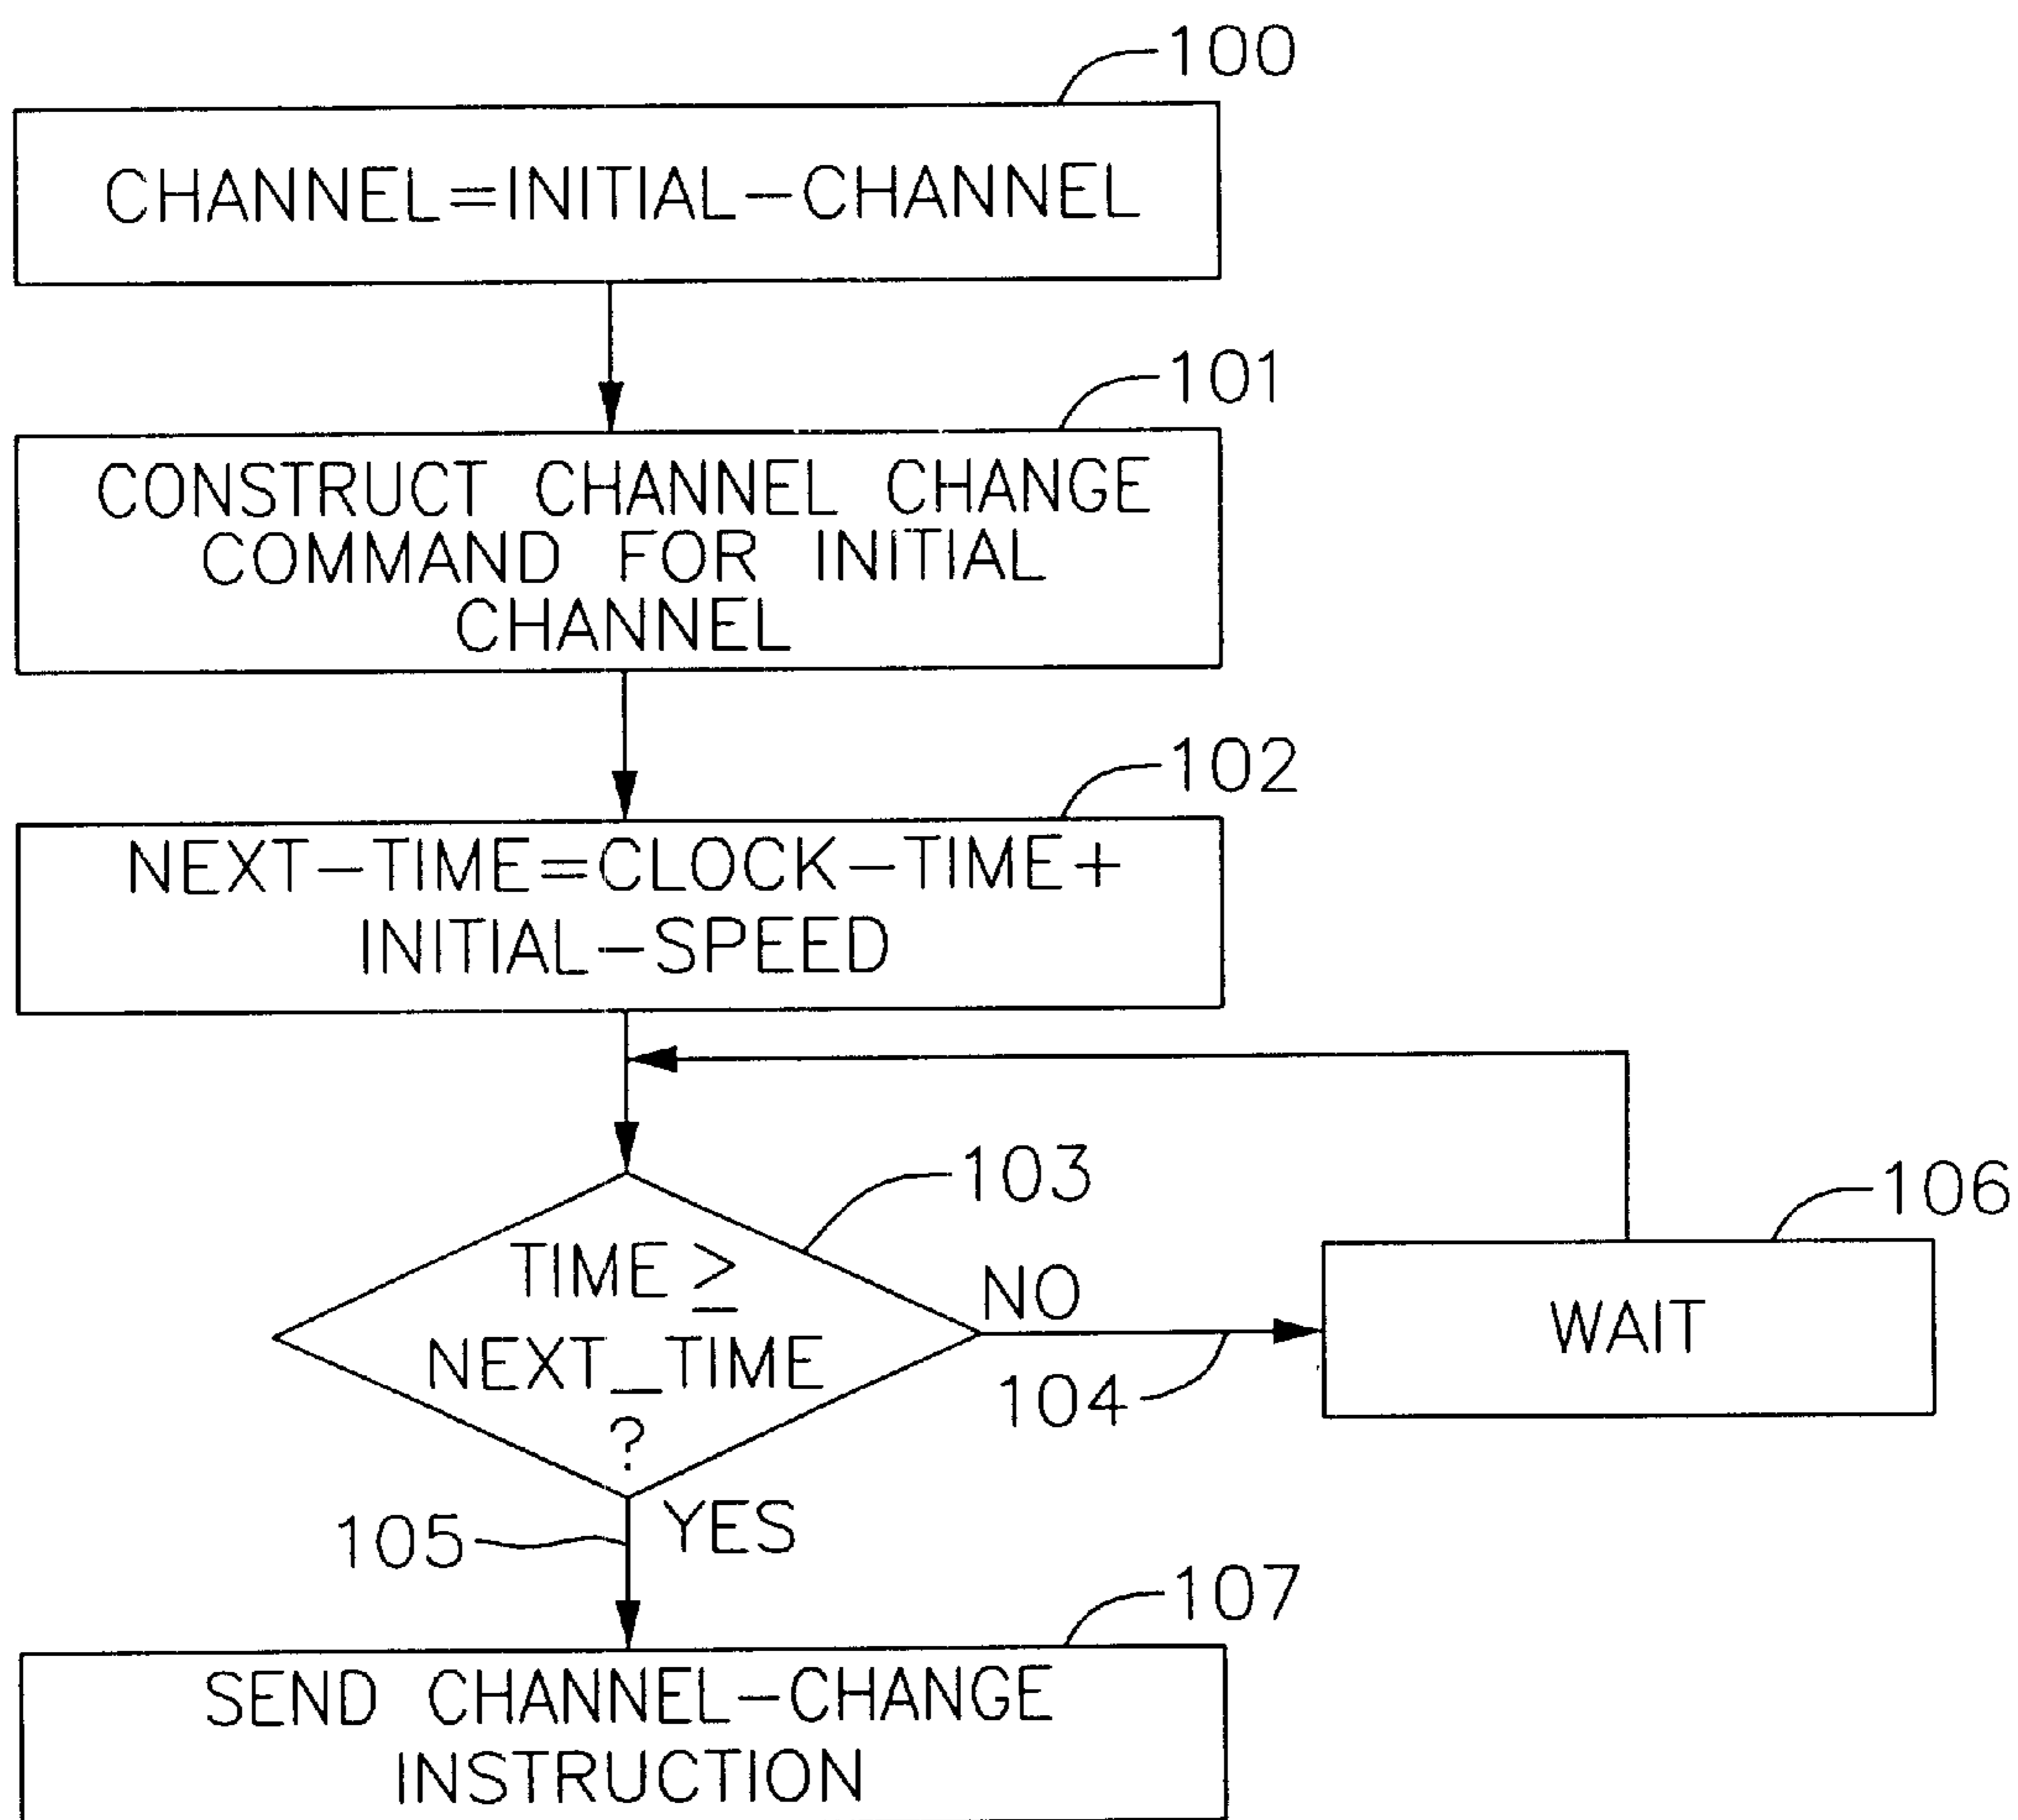 100
CHANNEL=INITIAL-CHANNEL
101
CONSTRUCT CHANNEL CHANGE
COMMAND FOR INITIAL
CHANNEL
102
NEXT-TIME=CLOCK-TIME+
INITIAL-SPEED
103
TIME ≥
NEXT_TIME
?
NO
104
106
WAIT
105
YES
107
SEND CHANNEL-CHANGE
INSTRUCTION